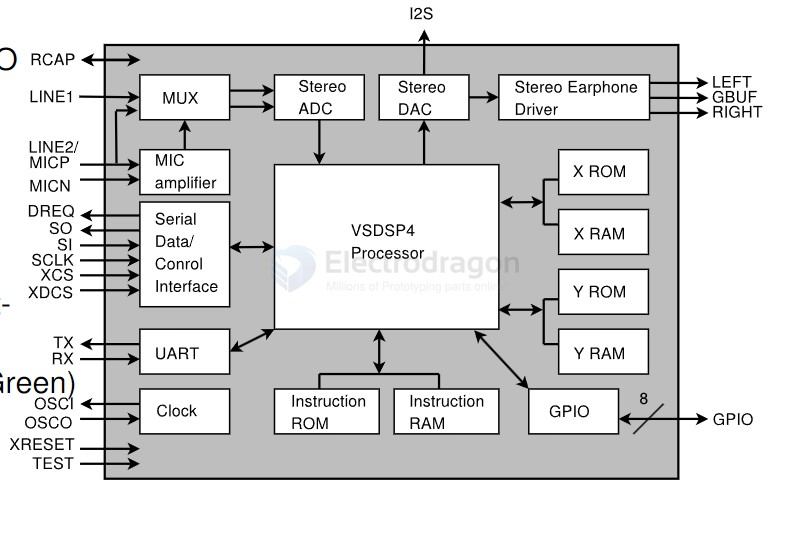 I2S
O
RCAP
LINE1
LINE2/
MICP
MICN
DREQ
SO
SI
SCLK
XCS
XDCS
t-
TX
RX
Green)
OSCI
OSCO
XRESET
TEST
MUX
Stereo
ADC
Stereo
DAC
Stereo Earphone
Driver
LEFT
GBUF
RIGHT
MIC
amplifier
Serial
Data/
Conrol
Interface
VSDSP4
Processor
Electrodragon
Millions of Prototyping parts online
X ROM
X RAM
Y ROM
Y RAM
UART
Clock
Instruction
ROM
Instruction
RAM
GPIO
8
GPIO